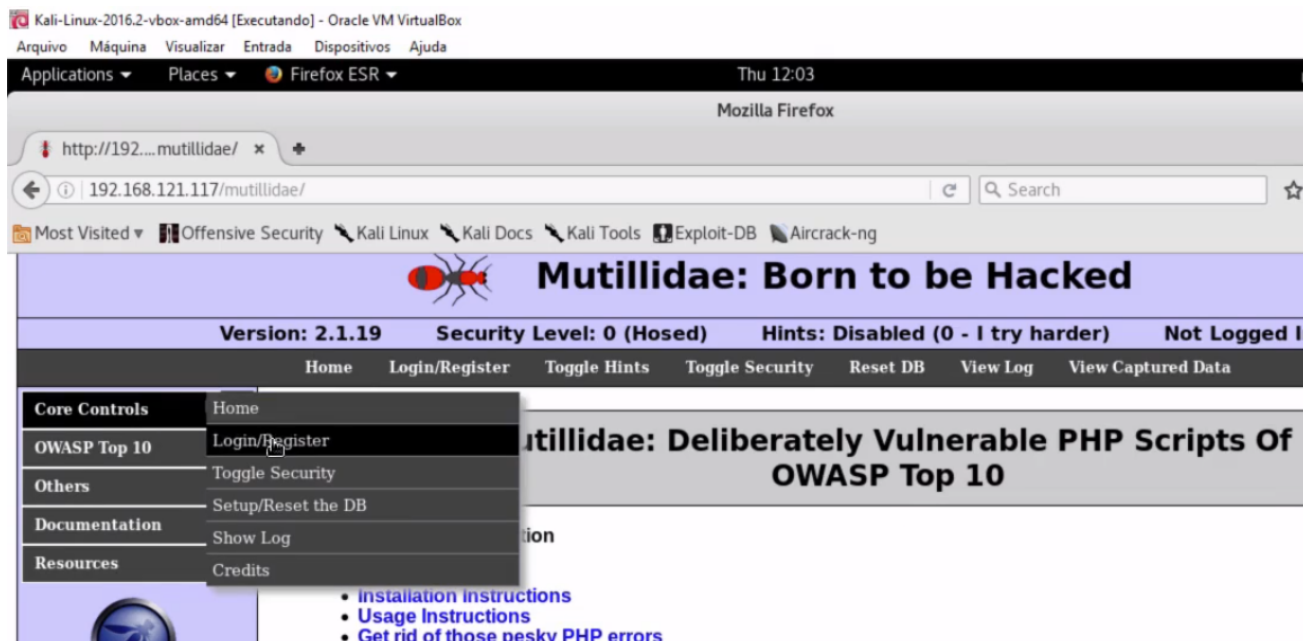 Kali-Linux-2016.2-vbox-amd64 [Executando] - Oracle VM VirtualBox
Arquivo Máquina Visualizar Entrada Dispositivos Ajuda
Applications Places Firefox ESR Thu 12:03
Mozilla Firefox
http://192....mutillidae/
192.168.121.117/mutillidae/ Search
Most Visited Offensive Security Kali Linux Kali Docs Kali Tools Exploit-DB Aircrack-ng
Mutillidae: Born to be Hacked
Version: 2.1.19 Security Level: 0 (Hosed) Hints: Disabled (0 - I try harder) Not Logged I
Home Login/Register Toggle Hints Toggle Security Reset DB View Log View Captured Data
Core Controls
OWASP Top 10
Others
Documentation
Resources
Home
Login/Register
Toggle Security
Setup/Reset the DB
Show Log
Credits
utillidae: Deliberately Vulnerable PHP Scripts Of
OWASP Top 10
tion
Installation Instructions
Usage Instructions
Get rid of those pesky PHP errors